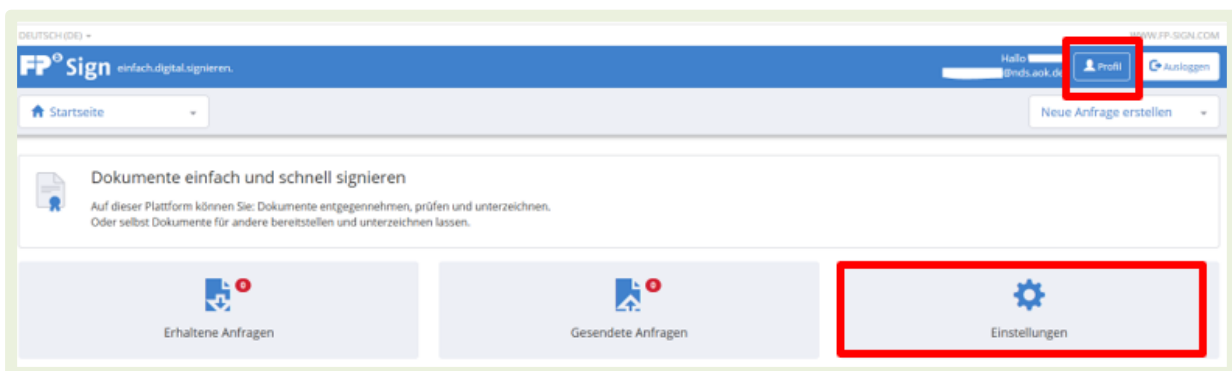 DEUTSCH (DE)
WWW.FP-SIGN.COM
FP Sign einfach.digital.signieren.
Hallo
@nds.aok.de
Profil
Ausloggen
Startseite
Neue Anfrage erstellen
Dokumente einfach und schnell signieren
Auf dieser Plattform können Sie: Dokumente entgegennehmen, prüfen und unterzeichnen.
Oder selbst Dokumente für andere bereitstellen und unterzeichnen lassen.
0
0
Erhaltene Anfragen
Gesendete Anfragen
Einstellungen